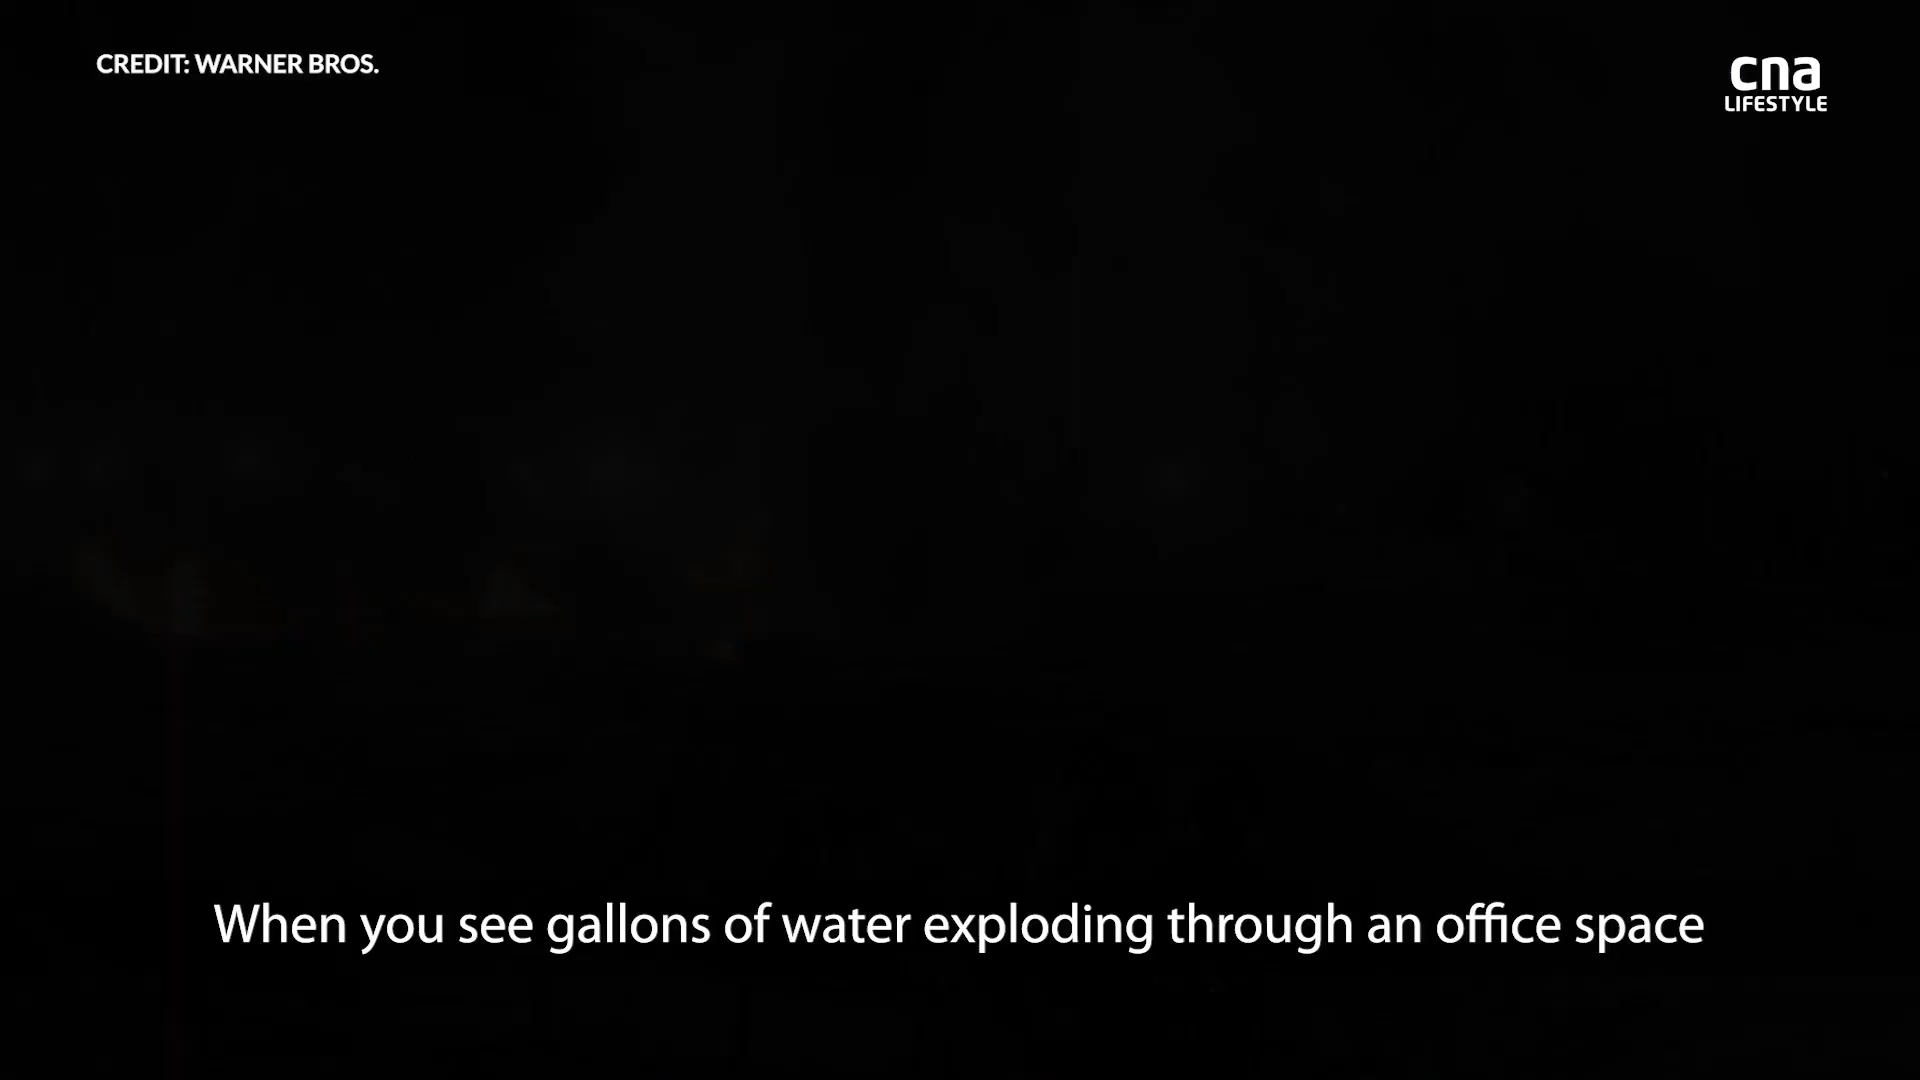 CREDIT: WARNER BROS.
cna
LIFESTYLE
When you see gallons of water exploding through an office space